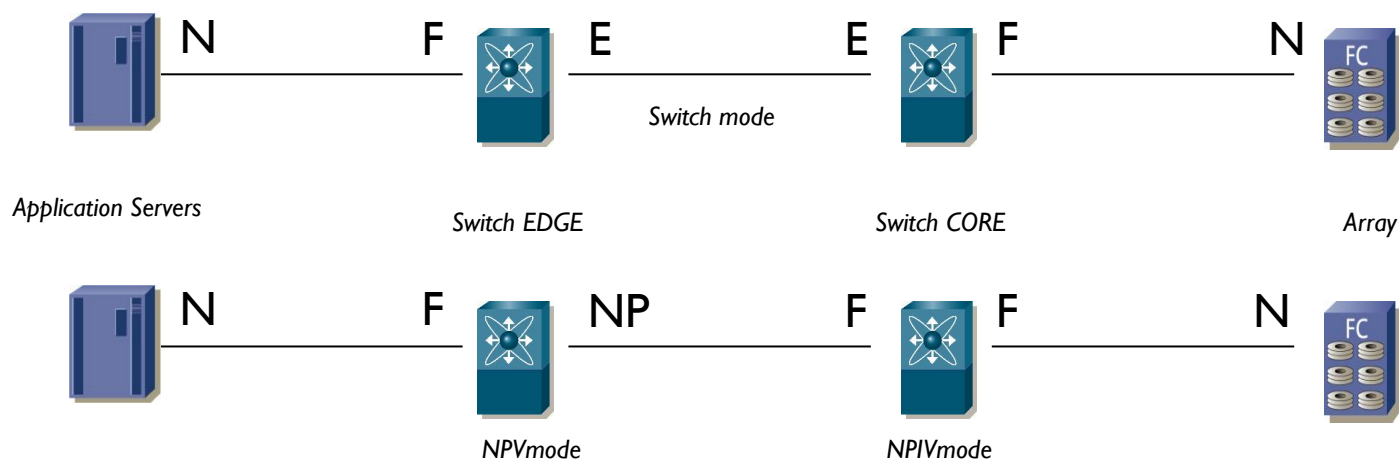 N F E E F N
FC
Switch mode
Application Servers
Switch EDGE Switch CORE Array
N F NP F F N
FC
NPVmode NPIVmode